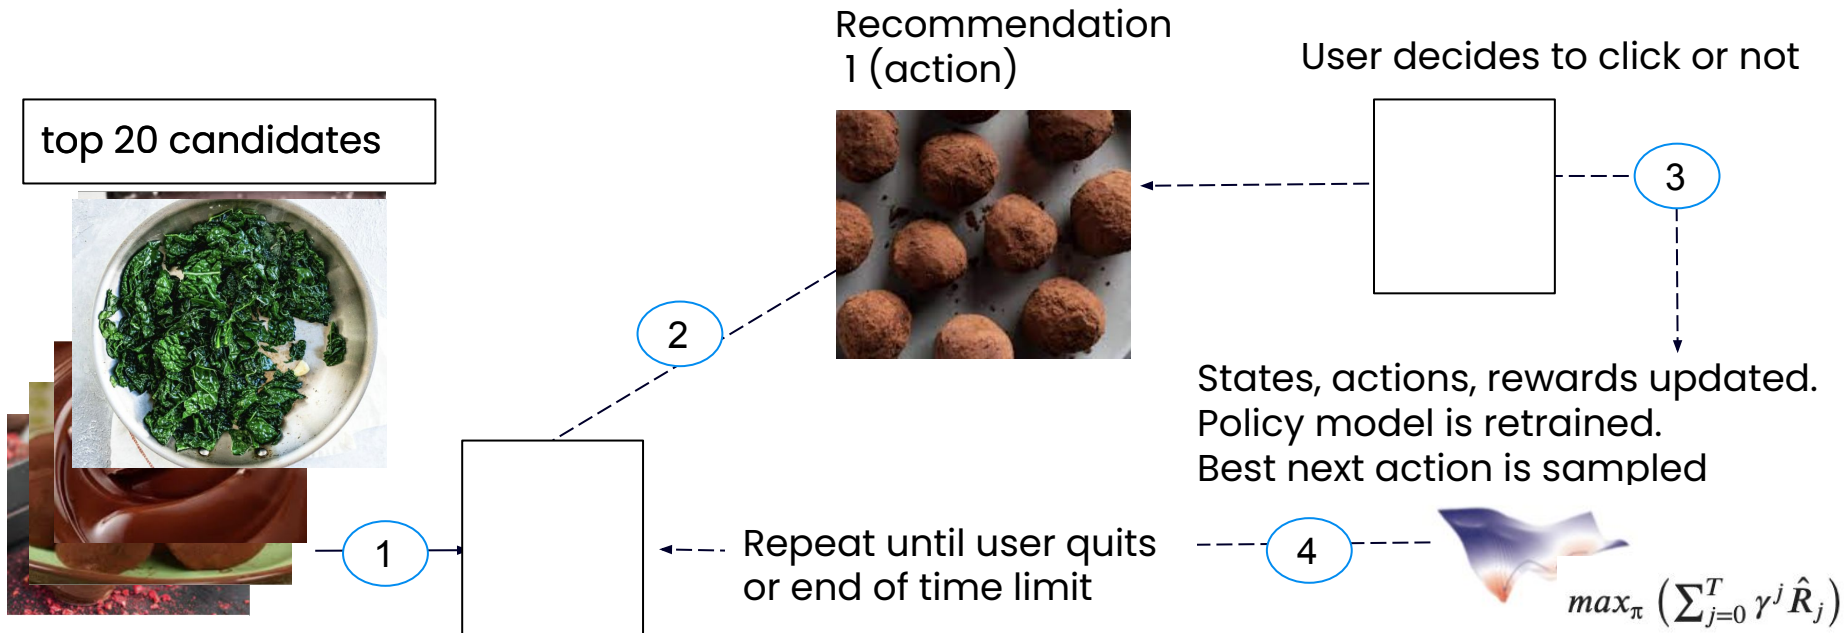 Recommendation
1 (action)
User decides to click or not
top 20 candidates
3
2
States, actions, rewards updated.
Policy model is retrained.
Best next action is sampled
1
Repeat until user quits
or end of time limit
4
max_π (∑_{j=0}^{T} γ^j R̂_j)